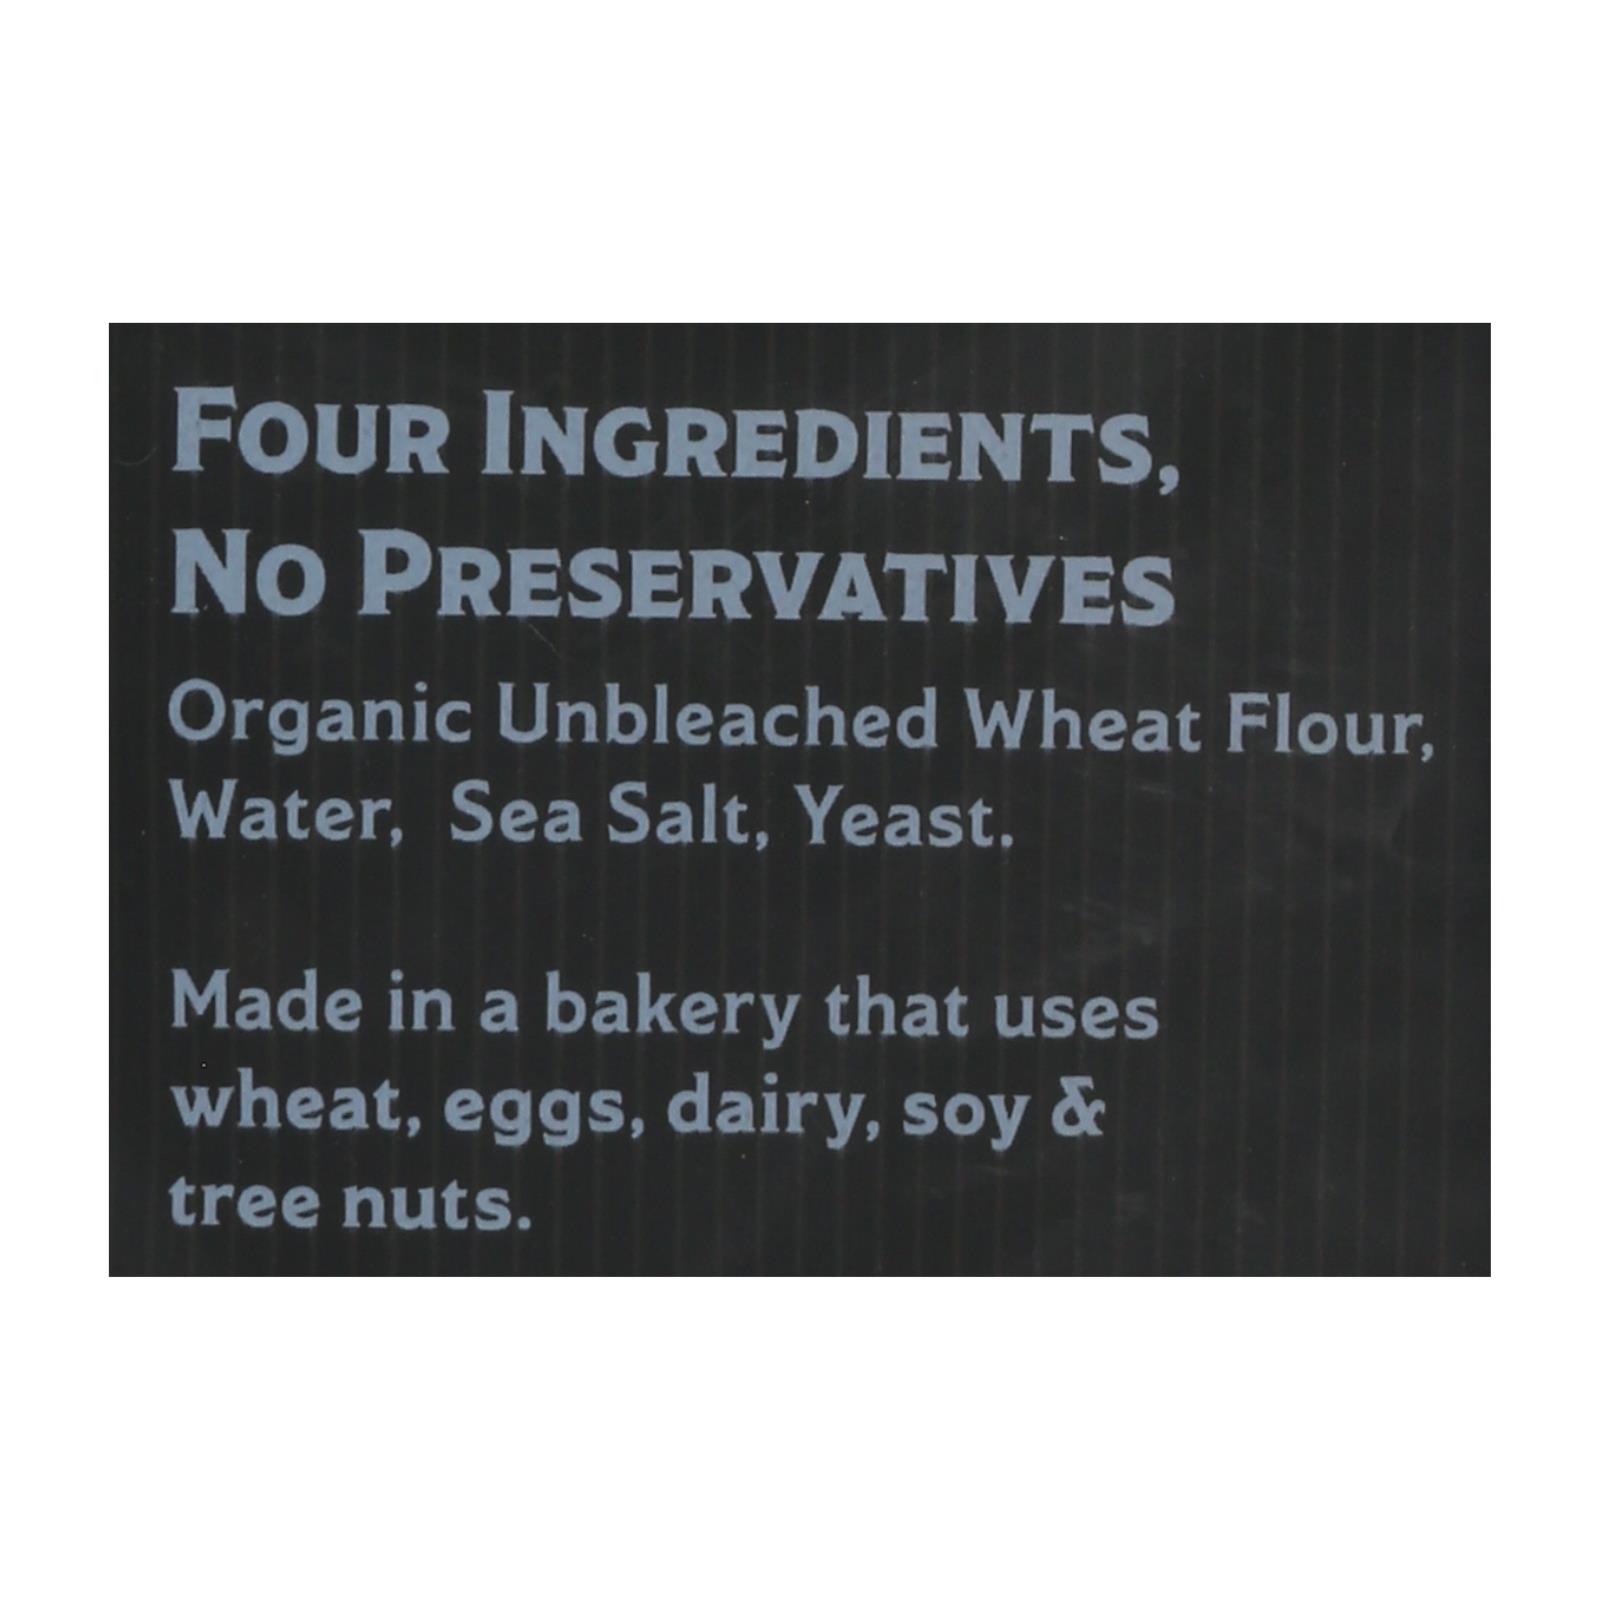 Four Ingredients,
No Preservatives
Organic Unbleached Wheat Flour,
Water, Sea Salt, Yeast.
Made in a bakery that uses
wheat, eggs, dairy, soy &
tree nuts.